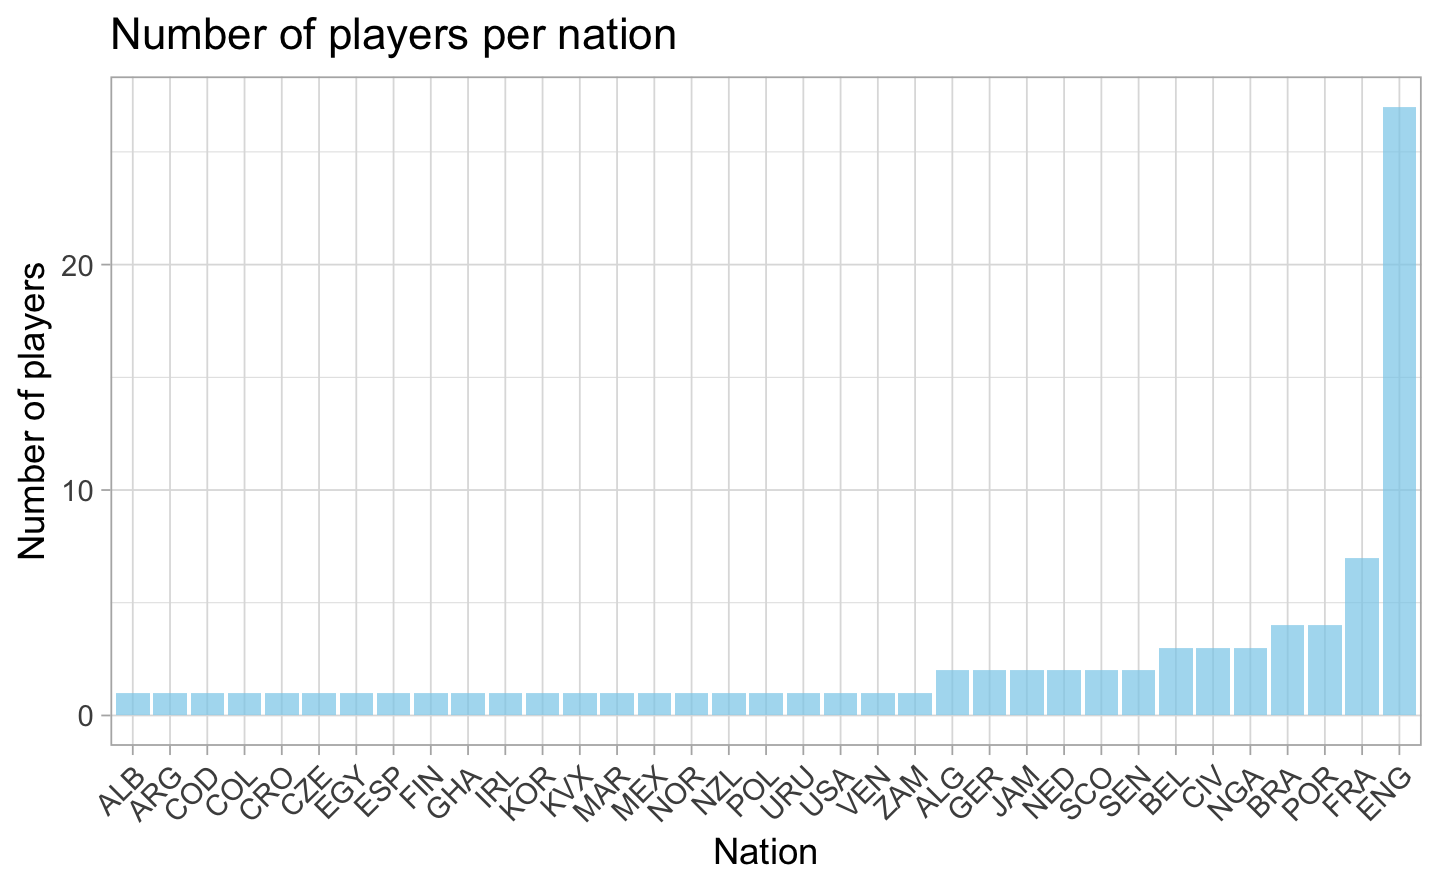 Number of players per nation
Number of players
20
10
0
ALB ARG COD COL CRO CZE EGY ESP FIN GHA IRL KOR KVX MAR MEX NOR NZL POL URU USA VEN ZAM ALG GER JAM NED SCO SEN BEL CIV NGA BRA POR FRA ENG
Nation